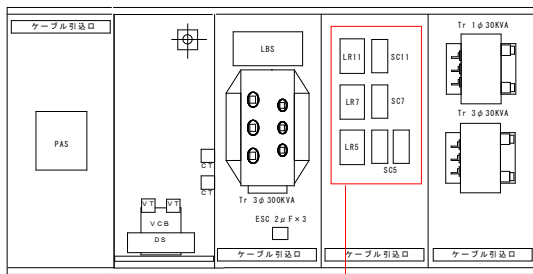 ケーブル引込口
PAS
CT
CT
VT VT
VCB
DS
LBS
Tr 3φ300KVA
ESC 2μF×3
ケーブル引込口
LR11 SC11
LR7 SC7
LR5
SC5
ケーブル引込口
Tr 1φ30KVA
Tr 3φ30KVA
ケーブル引込口